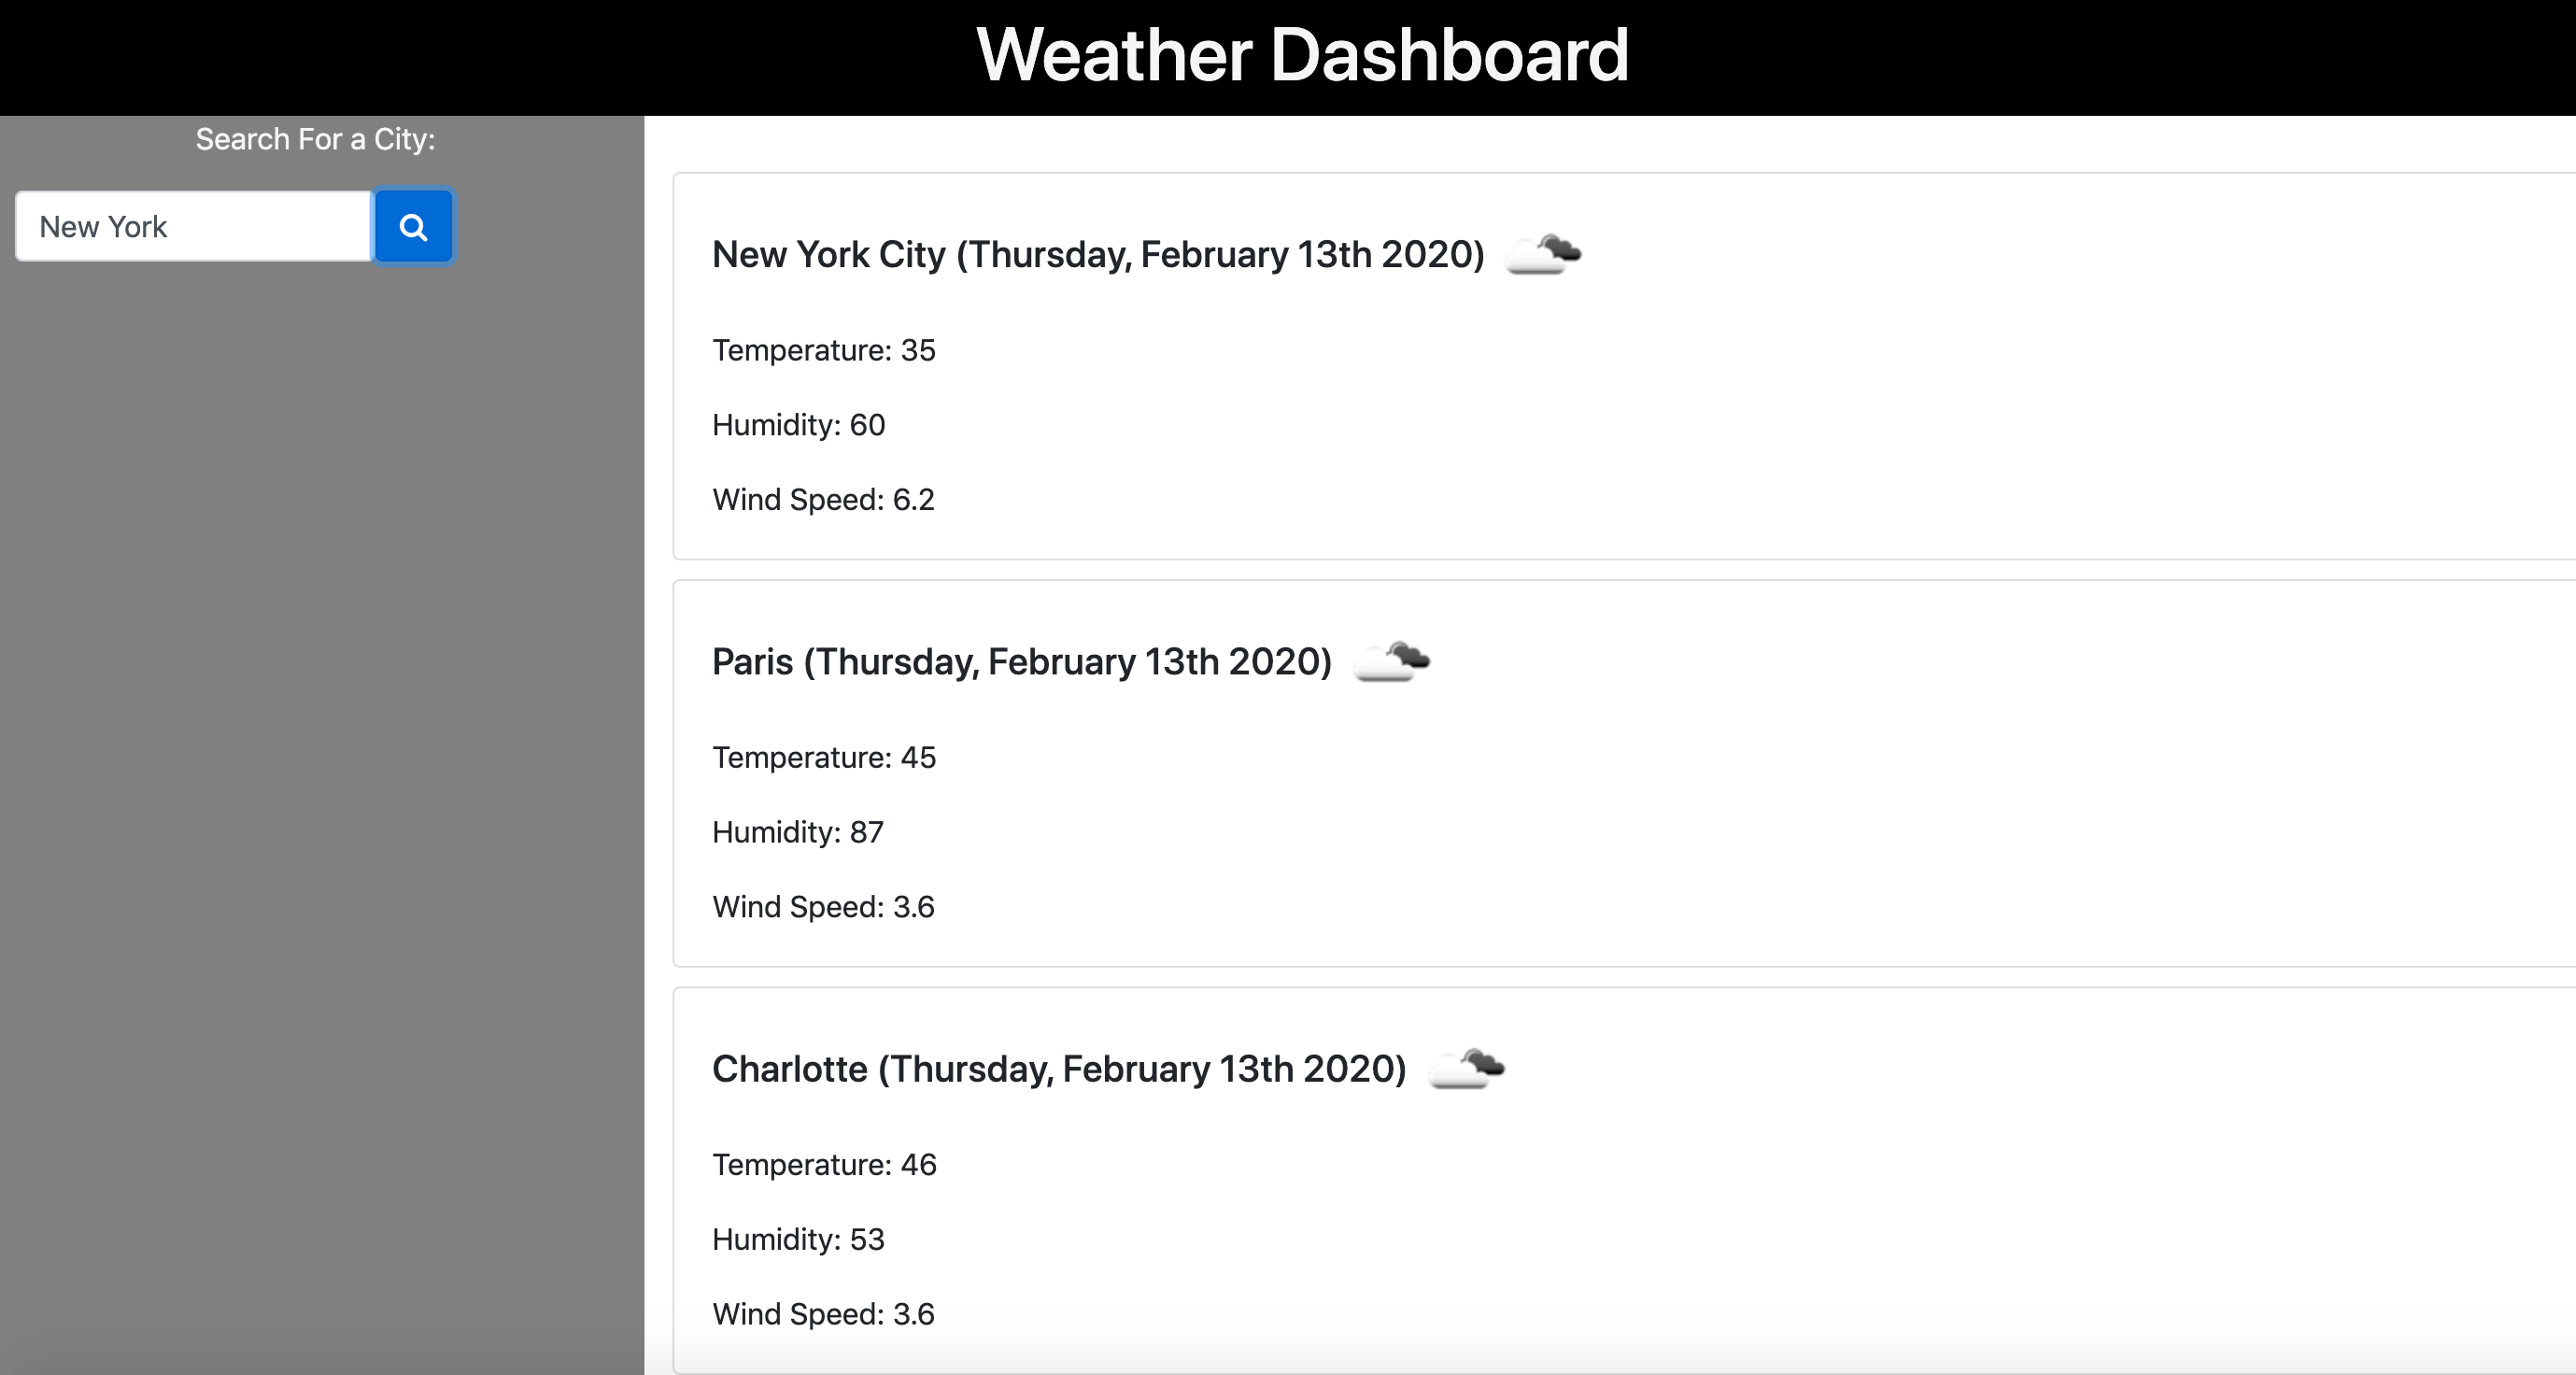 Weather Dashboard
Search For a City:
New York
New York City (Thursday, February 13th 2020)
Temperature: 35
Humidity: 60
Wind Speed: 6.2
Paris (Thursday, February 13th 2020)
Temperature: 45
Humidity: 87
Wind Speed: 3.6
Charlotte (Thursday, February 13th 2020)
Temperature: 46
Humidity: 53
Wind Speed: 3.6